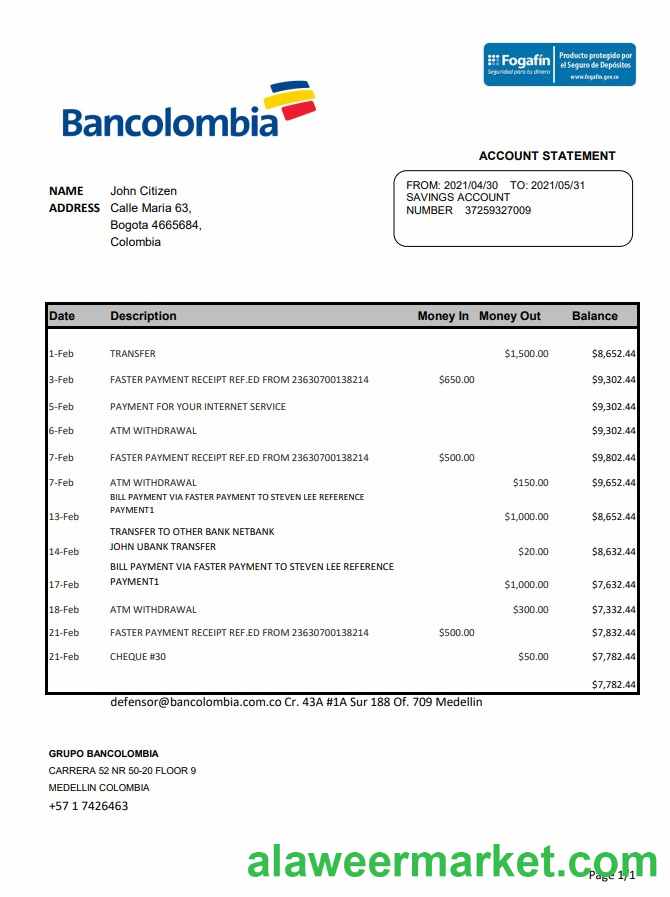 Fogafín
Seguridad para tu dinero
Producto protegido por
el Seguro de Depósitos
www.fogafin.gov.co
Bancolombia
ACCOUNT STATEMENT
NAME John Citizen
ADDRESS Calle Maria 63,
Bogota 4665684,
Colombia
FROM: 2021/04/30 TO: 2021/05/31
SAVINGS ACCOUNT
NUMBER 37259327009
Date Description Money In Money Out Balance
1-Feb TRANSFER $1,500.00 $8,652.44
3-Feb FASTER PAYMENT RECEIPT REF.ED FROM 23630700138214 $650.00 $9,302.44
5-Feb PAYMENT FOR YOUR INTERNET SERVICE $9,302.44
6-Feb ATM WITHDRAWAL $9,302.44
7-Feb FASTER PAYMENT RECEIPT REF.ED FROM 23630700138214 $500.00 $9,802.44
7-Feb ATM WITHDRAWAL $150.00 $9,652.44
BILL PAYMENT VIA FASTER PAYMENT TO STEVEN LEE REFERENCE
PAYMENT1
13-Feb $1,000.00 $8,652.44
TRANSFER TO OTHER BANK NETBANK
JOHN UBANK TRANSFER
14-Feb $20.00 $8,632.44
BILL PAYMENT VIA FASTER PAYMENT TO STEVEN LEE REFERENCE
PAYMENT1
17-Feb $1,000.00 $7,632.44
18-Feb ATM WITHDRAWAL $300.00 $7,332.44
21-Feb FASTER PAYMENT RECEIPT REF.ED FROM 23630700138214 $500.00 $7,832.44
21-Feb CHEQUE #30 $50.00 $7,782.44
$7,782.44
defensor@bancolombia.com.co Cr. 43A #1A Sur 188 Of. 709 Medellin
GRUPO BANCOLOMBIA
CARRERA 52 NR 50-20 FLOOR 9
MEDELLIN COLOMBIA
+57 1 7426463
alaweermarket.com
Page 1/1